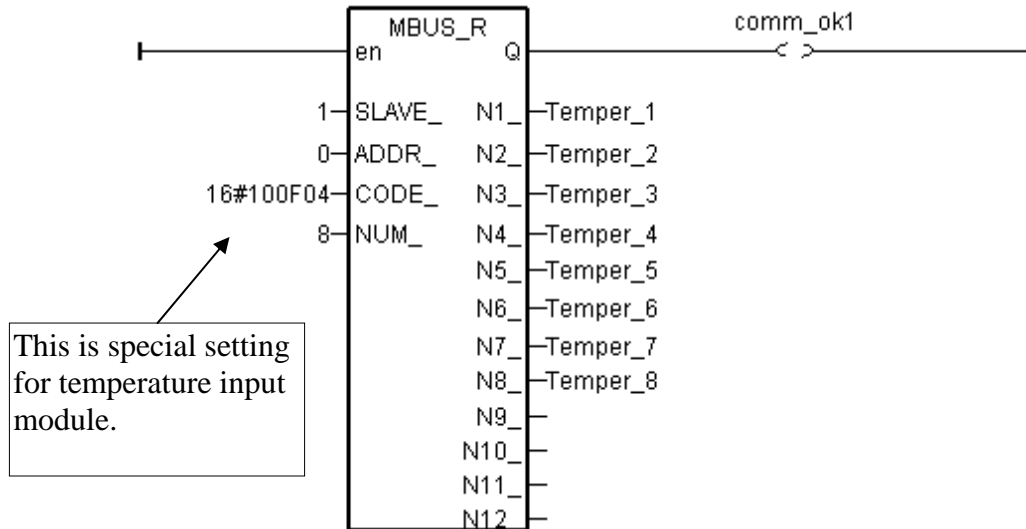 MBUS_R comm_ok1
en Q
1 SLAVE_ N1_ Temper_1
0 ADDR_ N2_ Temper_2
16#100F04 CODE_ N3_ Temper_3
8 NUM_ N4_ Temper_4
N5_ Temper_5
N6_ Temper_6
N7_ Temper_7
N8_ Temper_8
N9_
N10_
N11_
N12_
This is special setting
for temperature input
module.